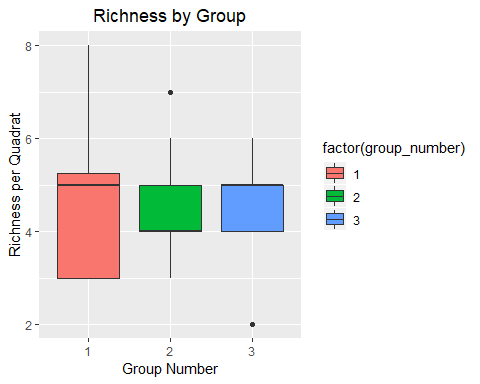 Richness by Group
Richness per Quadrat
8
6
4
2
1 2 3
Group Number
factor(group_number)
1
2
3